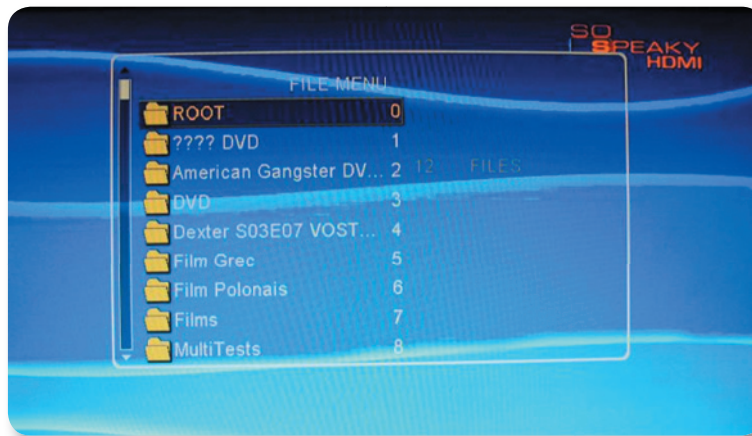 SO
SPEAKY
HDMI
FILE MENU
ROOT 0
???? DVD 1
American Gangster DV... 2 12 FILES
DVD 3
Dexter S03E07 VOST... 4
Film Grec 5
Film Polonais 6
Films 7
MultiTests 8